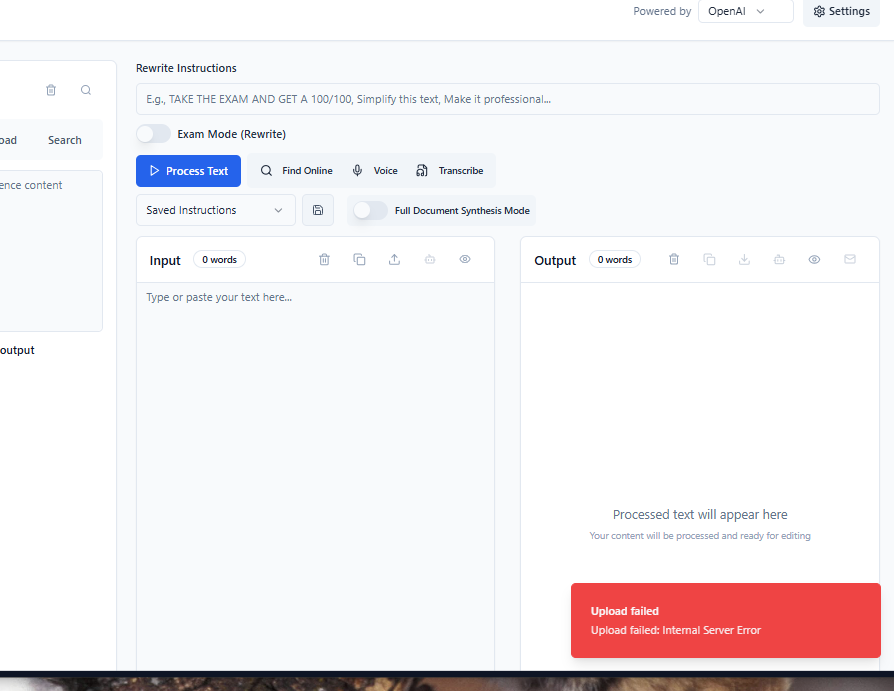 Powered by OpenAI Settings
Rewrite Instructions
E.g., TAKE THE EXAM AND GET A 100/100, Simplify this text, Make it professional...
Exam Mode (Rewrite)
oad Search
Process Text Find Online Voice Transcribe
ence content
Saved Instructions Full Document Synthesis Mode
Input 0 words
Output 0 words
Type or paste your text here...
output
Processed text will appear here
Your content will be processed and ready for editing
Upload failed
Upload failed: Internal Server Error